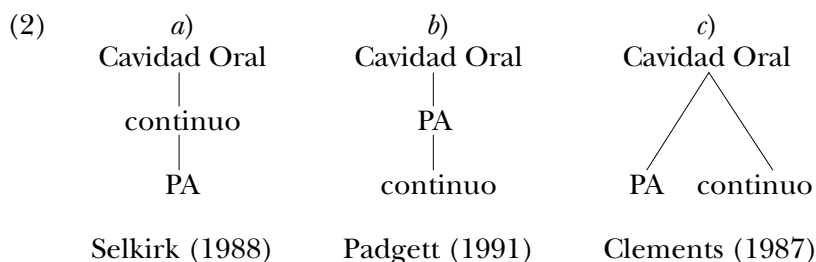 (2) a) b) c)
Cavidad Oral Cavidad Oral Cavidad Oral
continuo PA
PA continuo PA continuo
Selkirk (1988) Padgett (1991) Clements (1987)